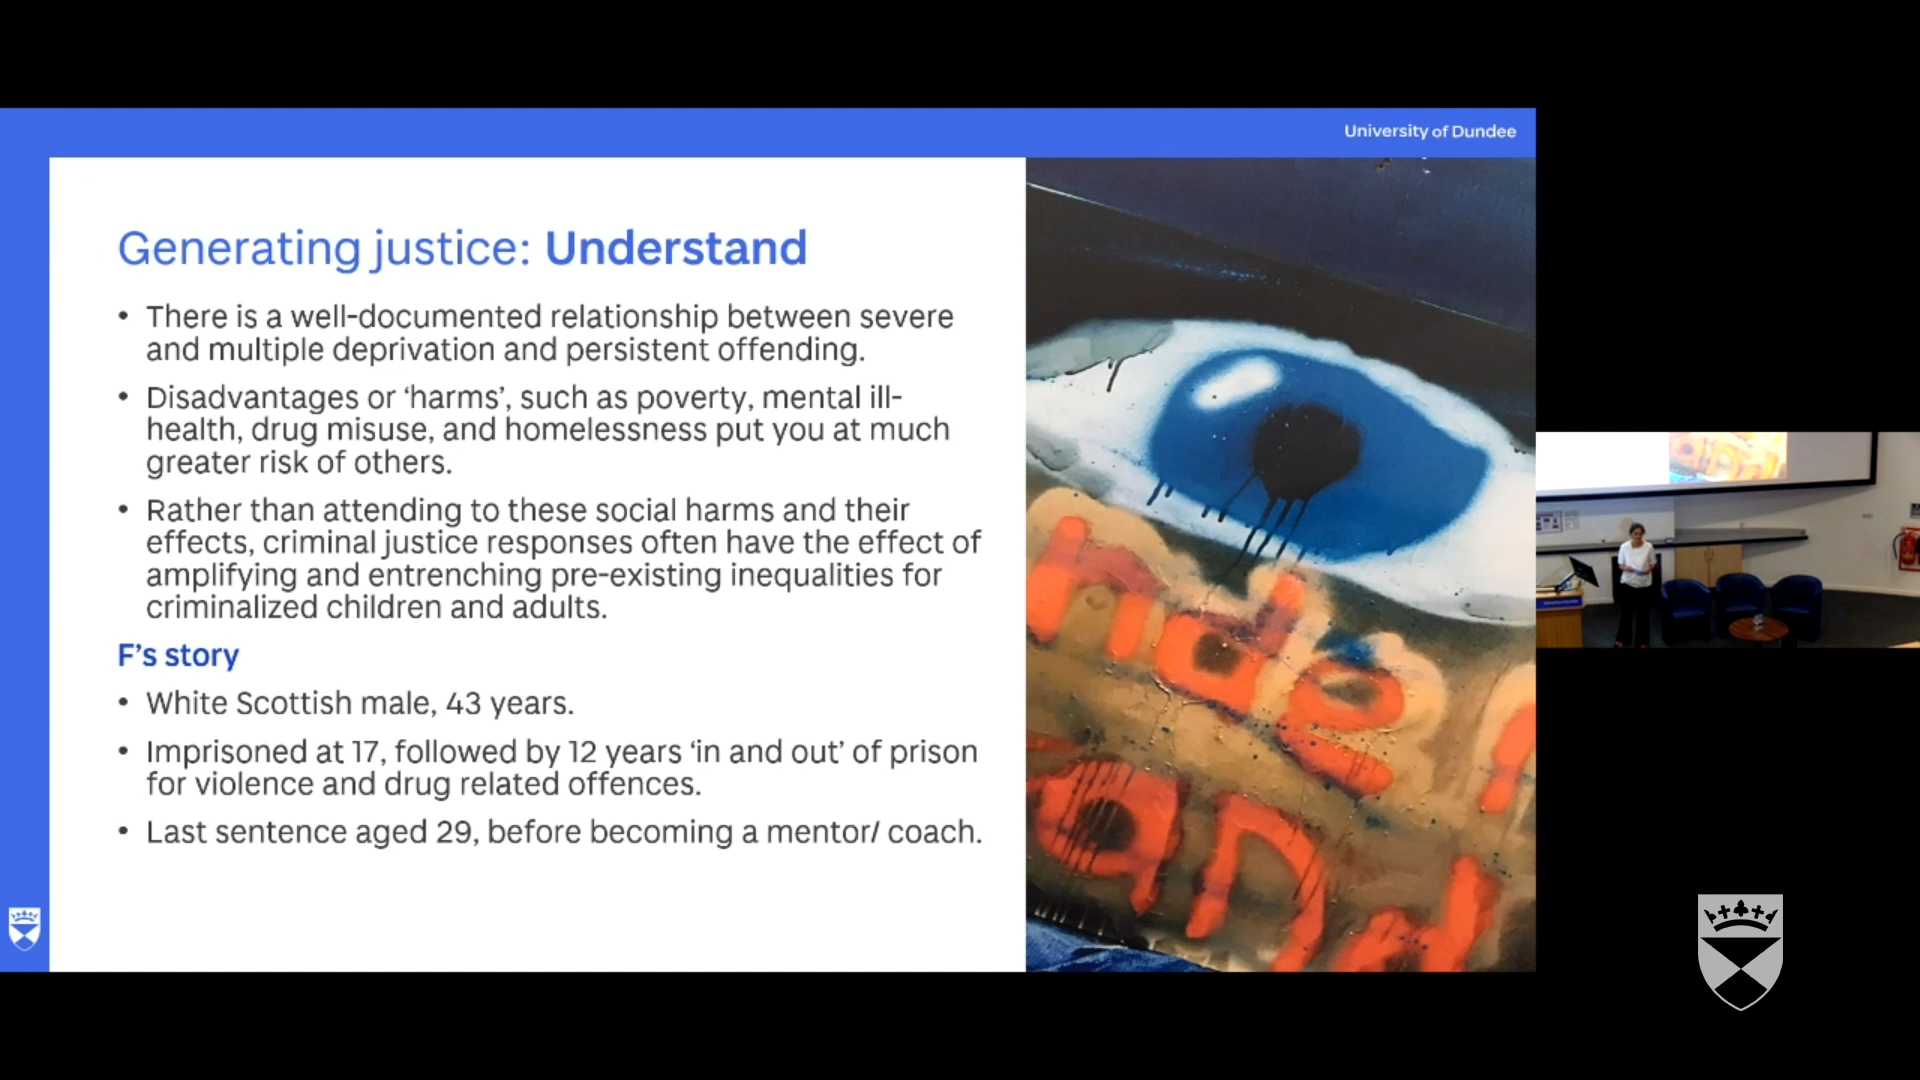 University of Dundee
Generating justice: Understand
• There is a well-documented relationship between severe
and multiple deprivation and persistent offending.
• Disadvantages or ‘harms’, such as poverty, mental ill-
health, drug misuse, and homelessness put you at much
greater risk of others.
• Rather than attending to these social harms and their
effects, criminal justice responses often have the effect of
amplifying and entrenching pre-existing inequalities for
criminalized children and adults.
F’s story
• White Scottish male, 43 years.
• Imprisoned at 17, followed by 12 years ‘in and out’ of prison
for violence and drug related offences.
• Last sentence aged 29, before becoming a mentor/ coach.
nde
and